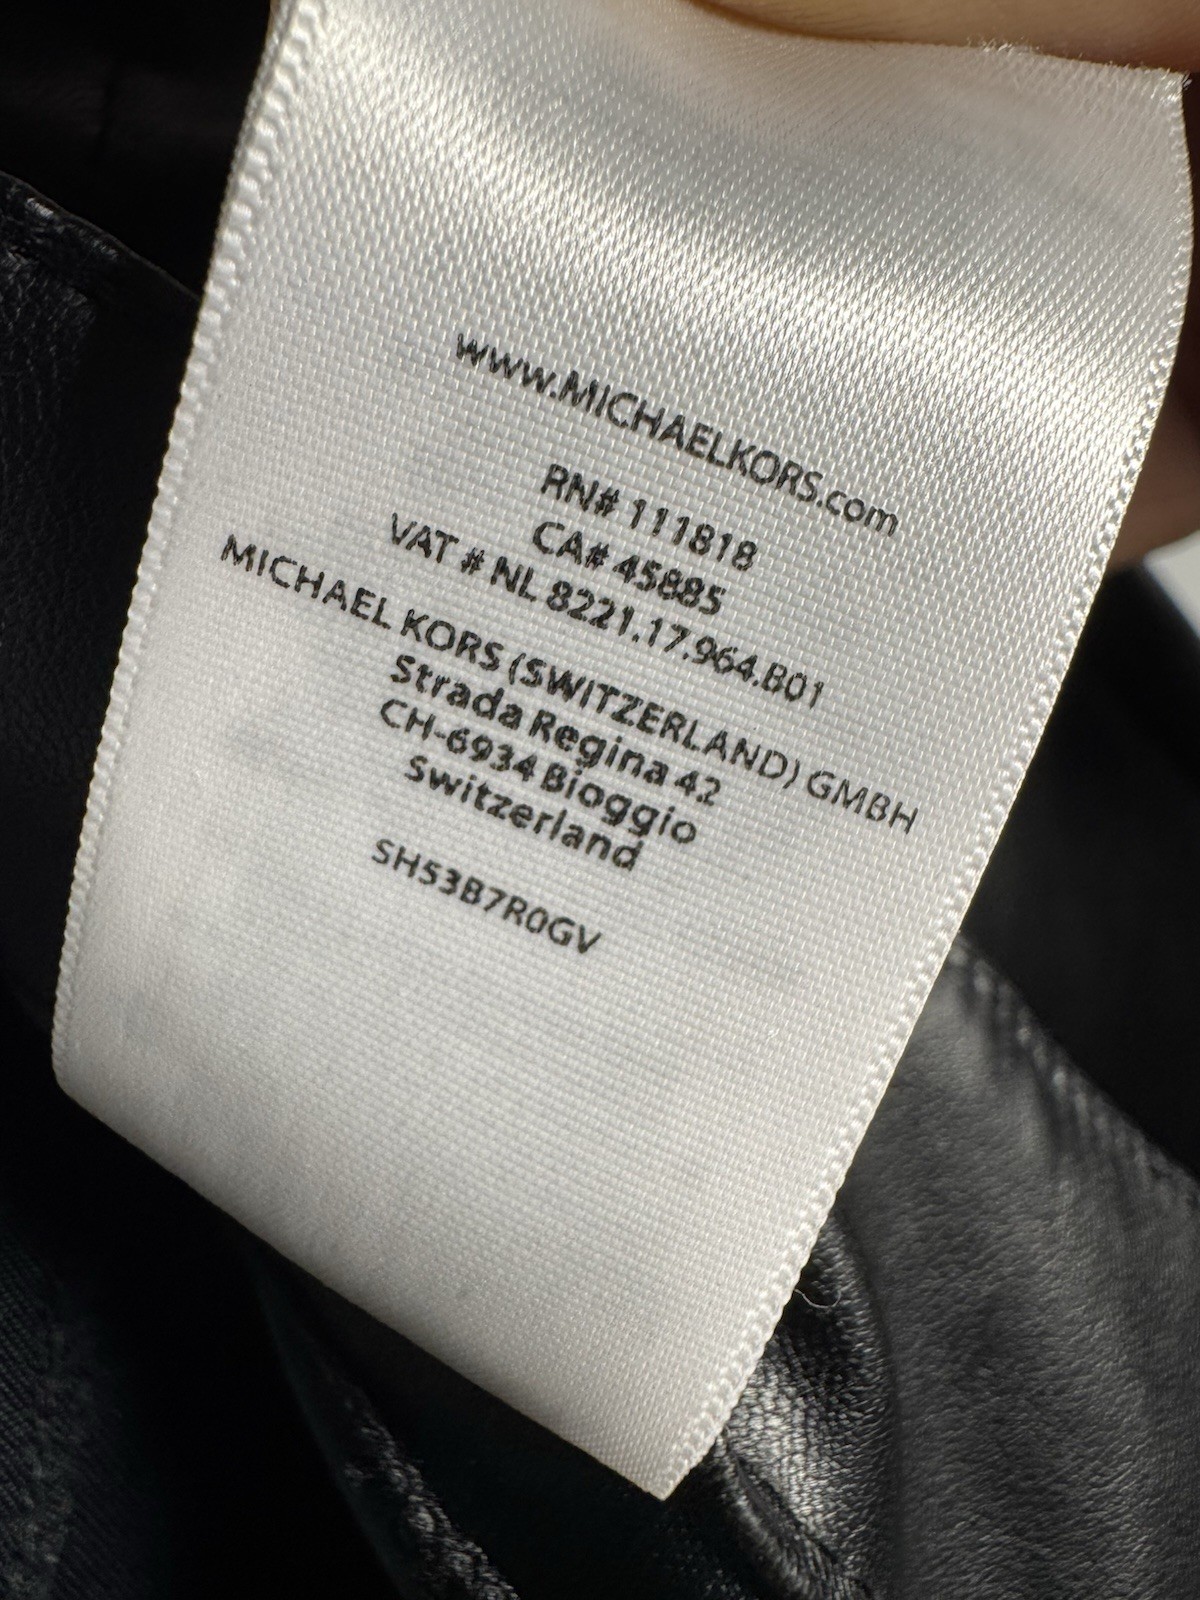 www.MICHAELKORS.com
RN# 111818
CA# 45885
VAT # NL 8221.17.964.B01
MICHAEL KORS (SWITZERLAND) GMBH
Strada Regina 42
CH-6934 Bioggio
Switzerland
SH53B7R0GV